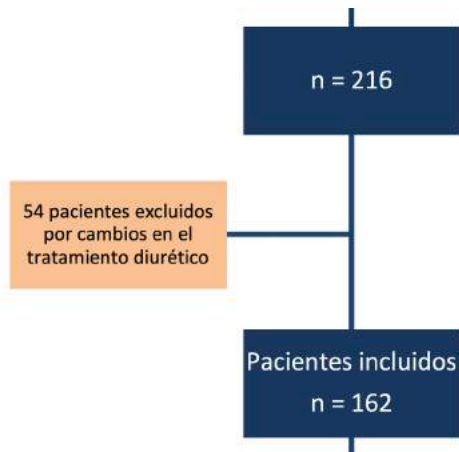 n = 216
54 pacientes excluidos
por cambios en el
tratamiento diurético
Pacientes incluidos
n = 162